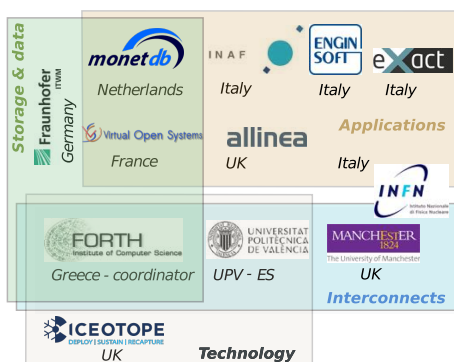 Storage & data
Fraunhofer
ITWM
Germany
monetdb
Netherlands
INAF
Italy
ENGIN
SOFT
Italy
eXact
Italy
Applications
Virtual Open Systems
France
allinea
UK
Italy
INFN
Istituto Nazionale
di Fisica Nucleare
FORTH
Institute of Computer Science
Greece - coordinator
UNIVERSITAT
POLITÈCNICA
DE VALÈNCIA
UPV - ES
MANCHESTER
1824
The University of Manchester
UK
Interconnects
ICEOTOPE
DEPLOY | SUSTAIN | RECAPTURE
UK
Technology